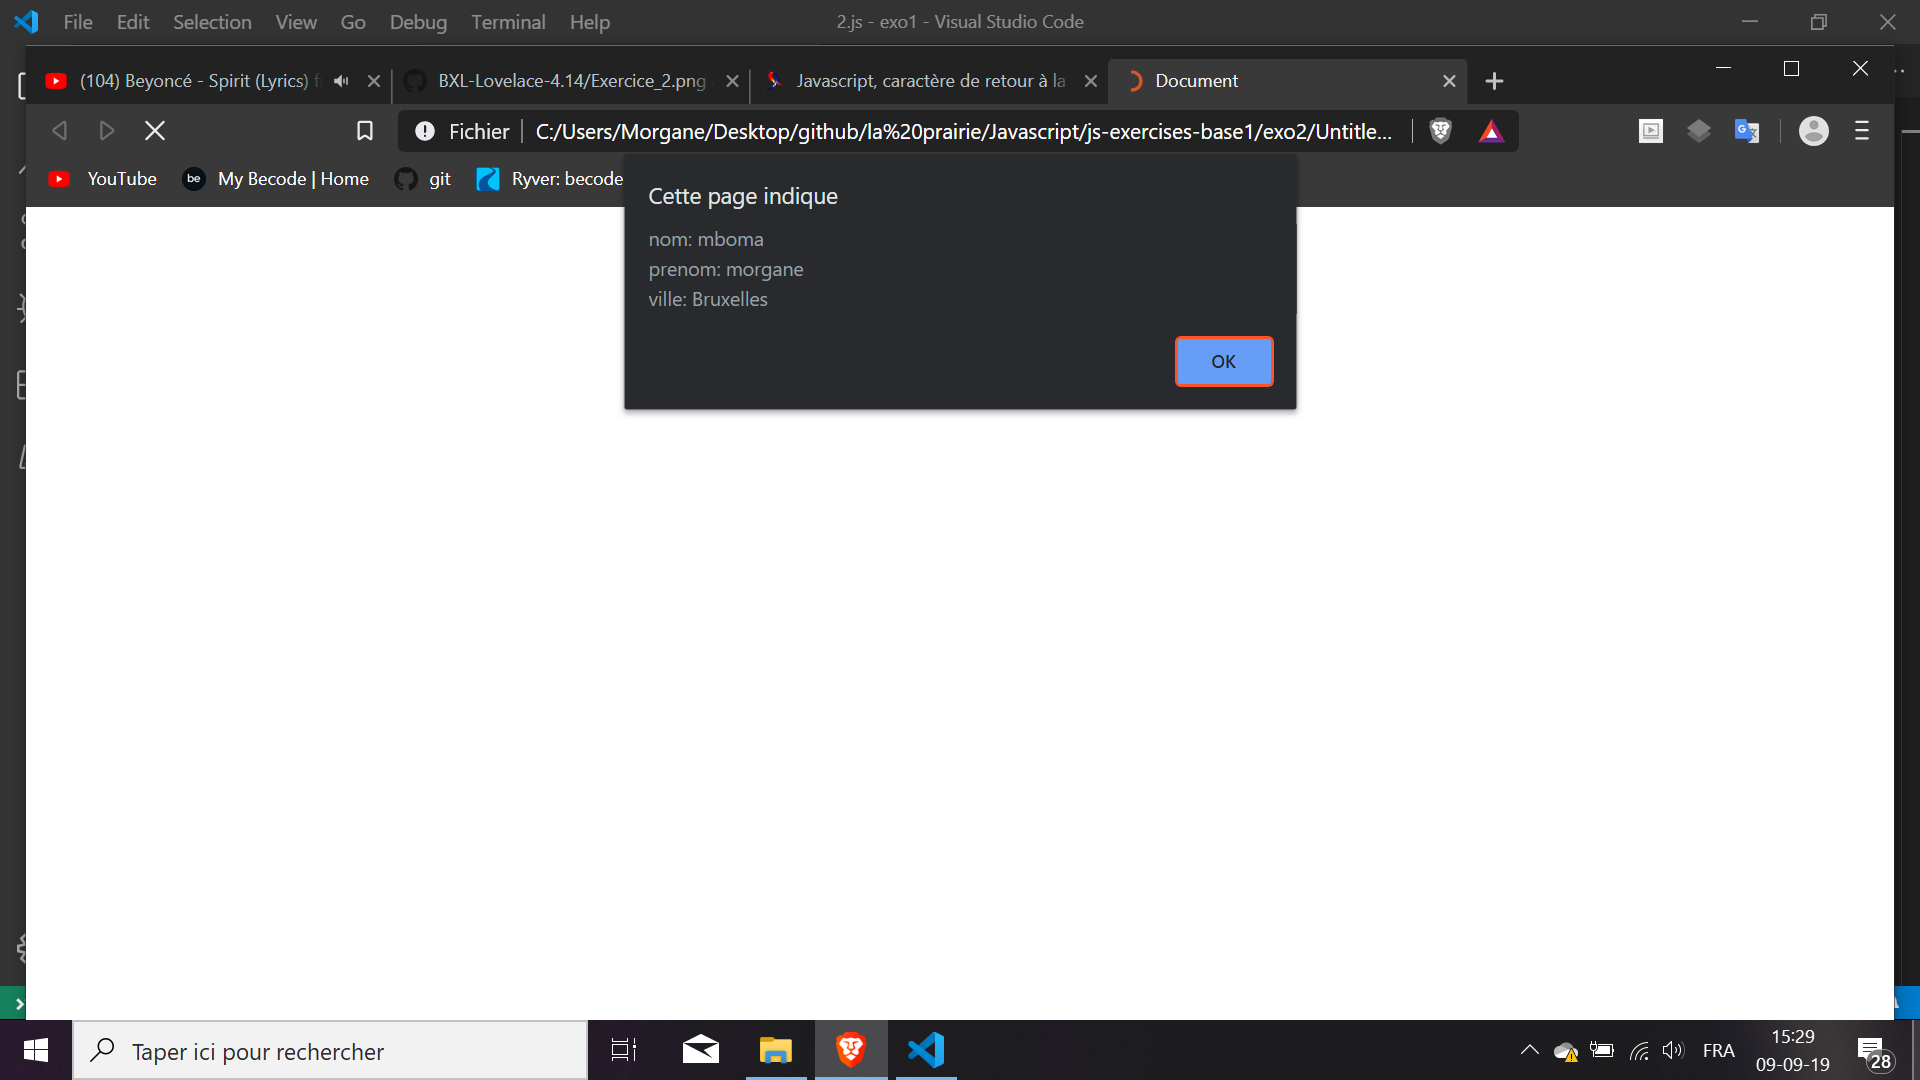 File Edit Selection View Go Debug Terminal Help 2.js - exo1 - Visual Studio Code
(104) Beyoncé - Spirit (Lyrics) BXL-Lovelace-4.14/Exercice_2.png Javascript, caractère de retour à la Document
Fichier C:/Users/Morgane/Desktop/github/la%20prairie/Javascript/js-exercises-base1/exo2/Untitle...
YouTube be My Becode | Home git Ryver: becode
Cette page indique
nom: mboma
prenom: morgane
ville: Bruxelles
OK
Taper ici pour rechercher
FRA
15:29
09-09-19
28